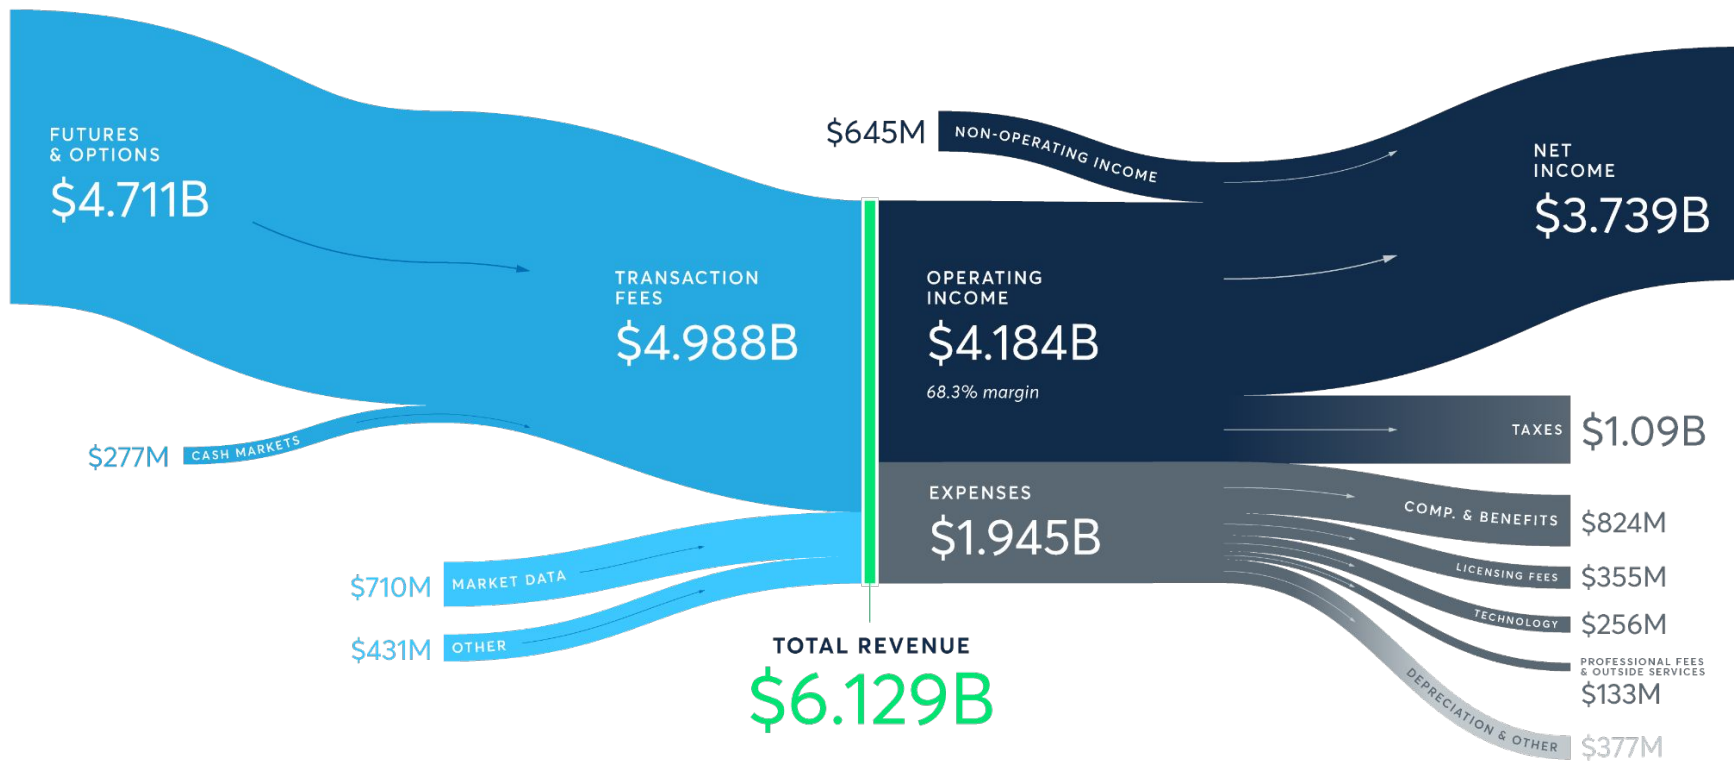 FUTURES
& OPTIONS
$4.711B
$277M
CASH MARKETS
TRANSACTION
FEES
$4.988B
$710M
MARKET DATA
$431M
OTHER
TOTAL REVENUE
$6.129B
$645M
NON-OPERATING INCOME
OPERATING
INCOME
$4.184B
68.3% margin
EXPENSES
$1.945B
NET
INCOME
$3.739B
TAXES
$1.09B
COMP. & BENEFITS
$824M
LICENSING FEES
$355M
TECHNOLOGY
$256M
PROFESSIONAL FEES
& OUTSIDE SERVICES
$133M
DEPRECIATION & OTHER
$377M